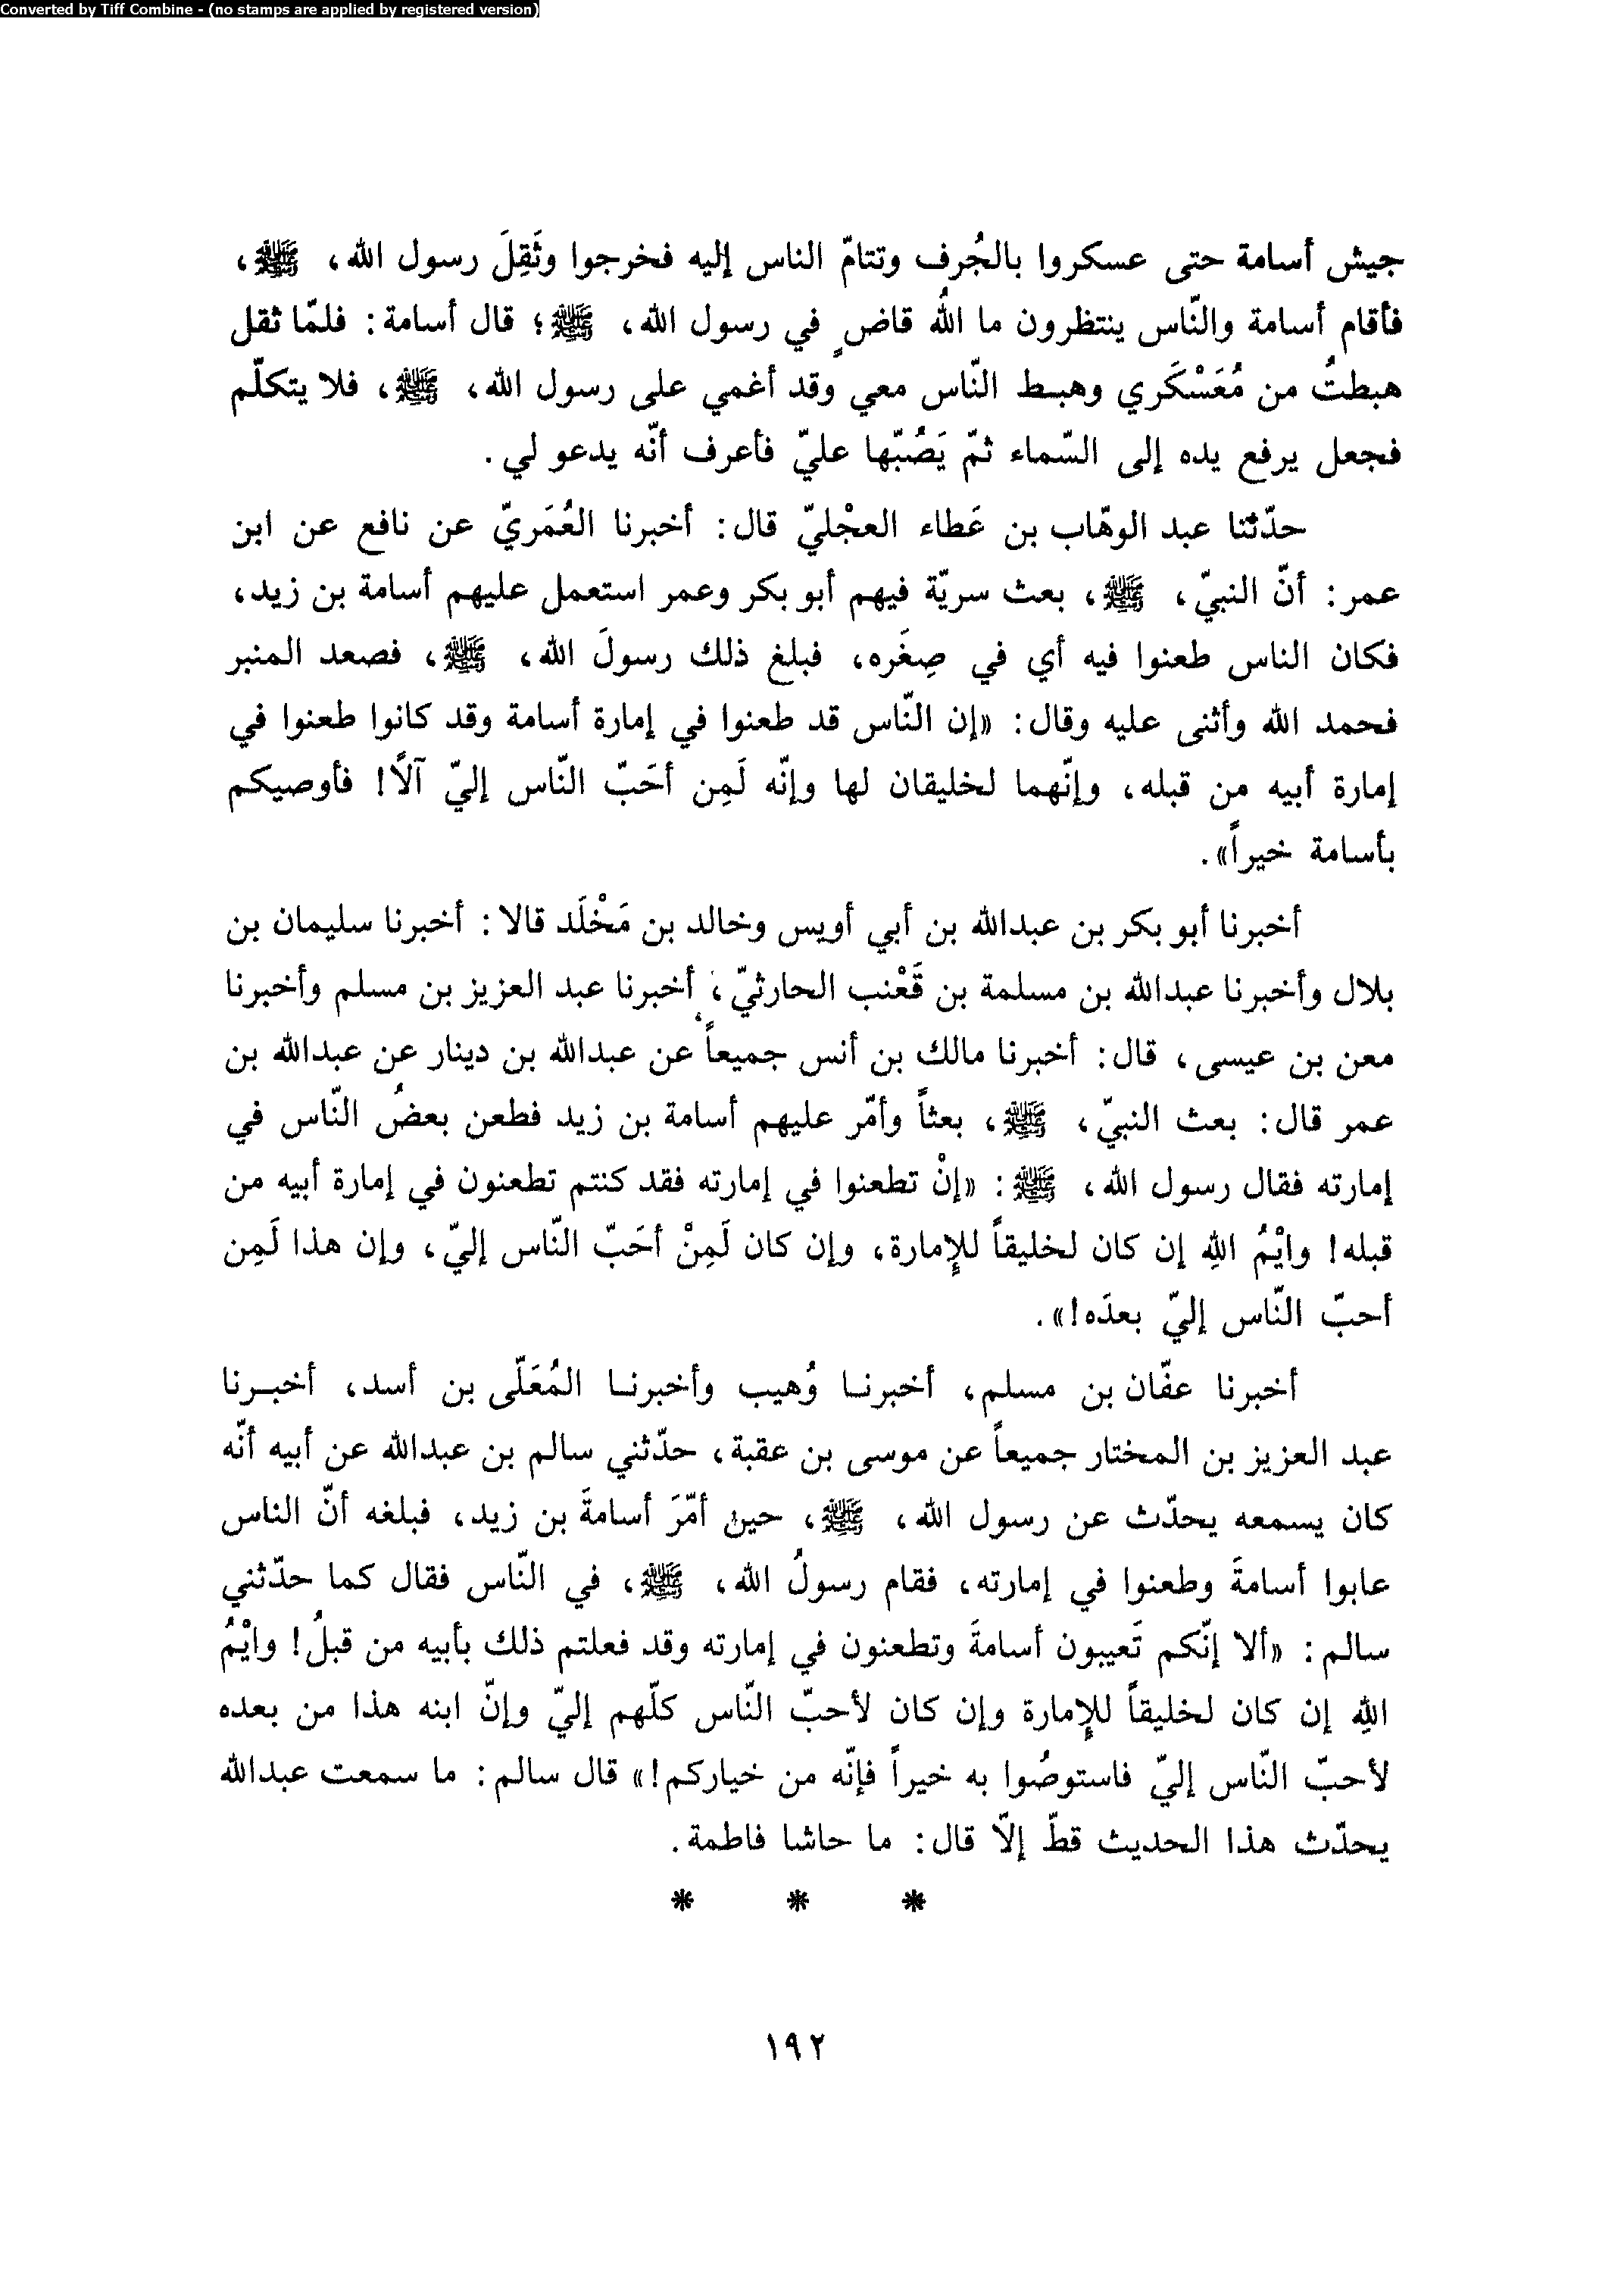 Converted by Tiff Combine - (no stamps are applied by registered version)
جيش أسامة حتى عسكروا بالجُرف وتتامّ الناس إليه فخرجوا وثَقِلَ رسول الله، ﷺ،
فأقام أسامة والنّاس ينتظرون ما اللهُ قاضٍ في رسول الله، ﷺ؛ قال أسامة: فلمّا ثقل
هبطتُ من مُعَسْكَري وهبط النّاس معي وقد أغمي على رسول الله، ﷺ، فلا يتكلّم
فجعل يرفع يده إلى السّماء ثمّ يَصُبّها عليّ فأعرف أنّه يدعو لي.
حدّثنا عبد الوهّاب بن عَطاء العجْليّ قال: أخبرنا العُمَريّ عن نافع عن ابن
عمر: أنّ النبيّ، ﷺ، بعث سريّة فيهم أبو بكر وعمر استعمل عليهم أسامة بن زيد،
فكان الناس طعنوا فيه أي في صِغَره، فبلغ ذلك رسولَ الله، ﷺ، فصعد المنبر
فحمد الله وأثنى عليه وقال: «إن النّاس قد طعنوا في إمارة أسامة وقد كانوا طعنوا في
إمارة أبيه من قبله، وإنّهما لخليقان لها وإنّه لَمِن أحَبّ النّاس إليّ آلاً! فأوصيكم
بأسامة خيراً».
أخبرنا أبو بكر بن عبدالله بن أبي أويس وخالد بن مَخْلَد قالا: أخبرنا سليمان بن
بلال وأخبرنا عبدالله بن مسلمة بن قَعْنب الحارثيّ، أخبرنا عبد العزيز بن مسلم وأخبرنا
معن بن عيسى، قال: أخبرنا مالك بن أنس جميعاً عن عبدالله بن دينار عن عبدالله بن
عمر قال: بعث النبيّ، ﷺ، بعثاً وأمّر عليهم أسامة بن زيد فطعن بعضُ النّاس في
إمارته فقال رسول الله، ﷺ: «إنْ تطعنوا في إمارته فقد كنتم تطعنون في إمارة أبيه من
قبله! وايْمُ اللهِ إن كان لخليقاً للإمارة، وإن كان لَمِنْ أحَبّ النّاس إليّ، وإن هذا لَمِن
أحبّ النّاس إليّ بعدَه!».
أخبرنا عفّان بن مسلم، أخبرنا وُهيب وأخبرنا المُعَلّى بن أسد، أخبرنا
عبد العزيز بن المختار جميعاً عن موسى بن عقبة، حدّثني سالم بن عبدالله عن أبيه أنّه
كان يسمعه يحدّث عن رسول الله، ﷺ، حين أمّرَ أسامةَ بن زيد، فبلغه أنّ الناس
عابوا أسامةَ وطعنوا في إمارته، فقام رسولُ الله، ﷺ، في النّاس فقال كما حدّثني
سالم: «ألا إنّكم تَعيبون أسامةَ وتطعنون في إمارته وقد فعلتم ذلك بأبيه من قبلُ! وايْمُ
اللهِ إن كان لخليقاً للإمارة وإن كان لأحبّ النّاس كلّهم إليّ وإنّ ابنه هذا من بعده
لأحبّ النّاس إليّ فاستوصُوا به خيراً فإنّه من خياركم!» قال سالم: ما سمعت عبدالله
يحدّث هذا الحديث قطّ إلّا قال: ما حاشا فاطمة.
* * *
١٩٢